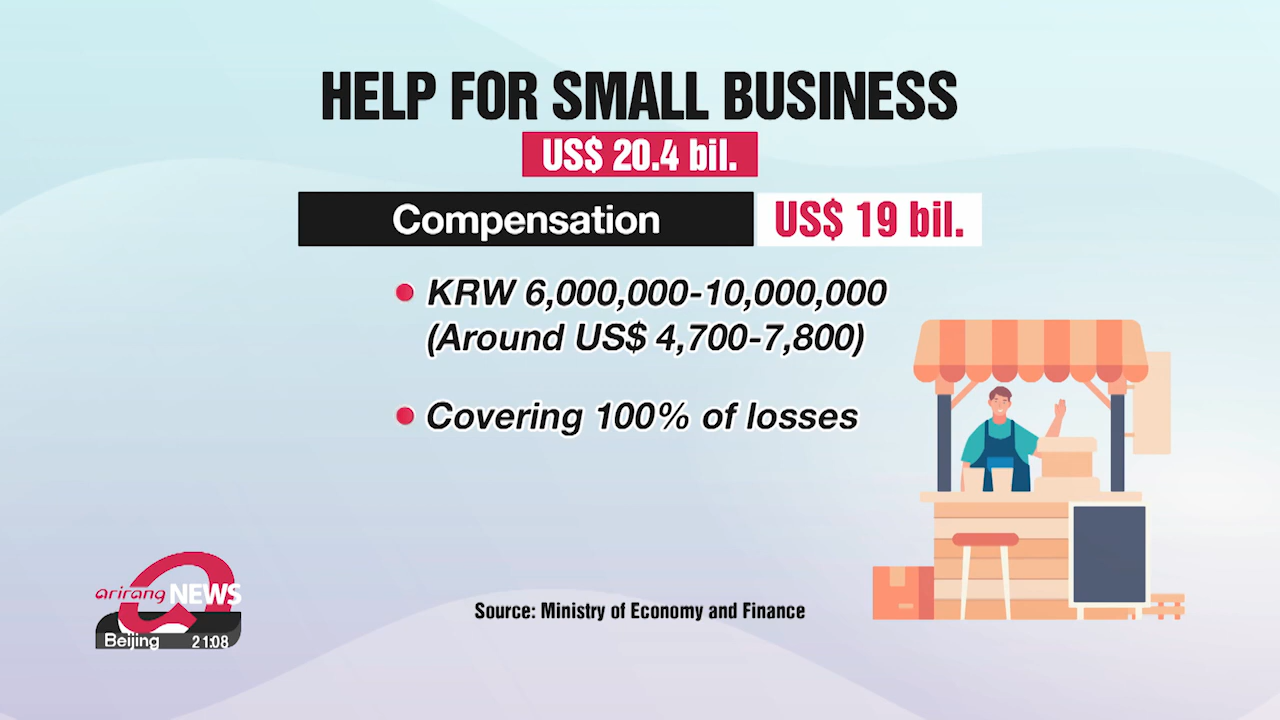 HELP FOR SMALL BUSINESS
US$ 20.4 bil.
Compensation US$ 19 bil.
KRW 6,000,000-10,000,000
(Around US$ 4,700-7,800)
Covering 100% of losses
arirang NEWS
Beijing 21:08
Source: Ministry of Economy and Finance